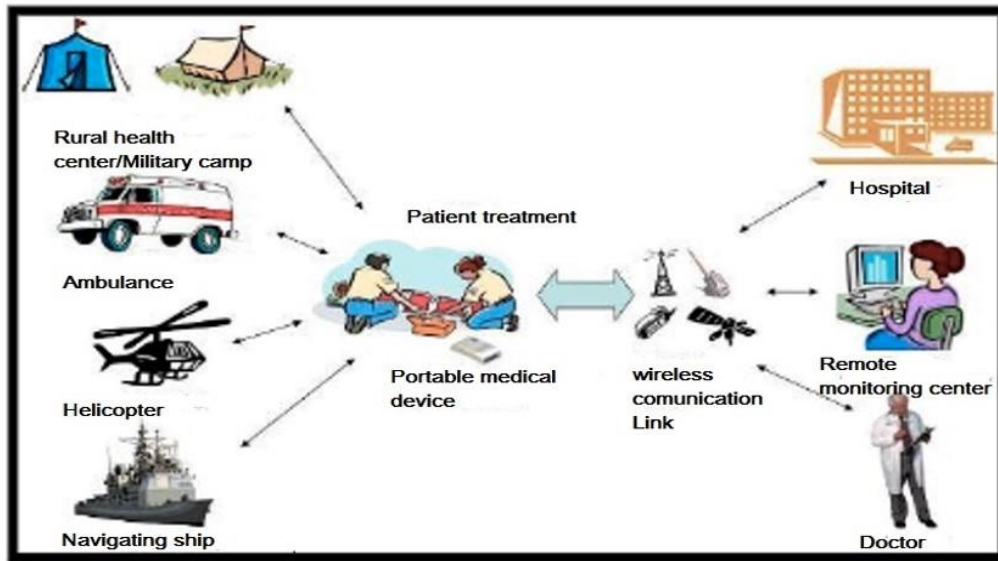 Rural health
center/Military camp
Ambulance
Helicopter
Navigating ship
Patient treatment
Portable medical
device
wireless
comunication
Link
Hospital
Remote
monitoring center
Doctor